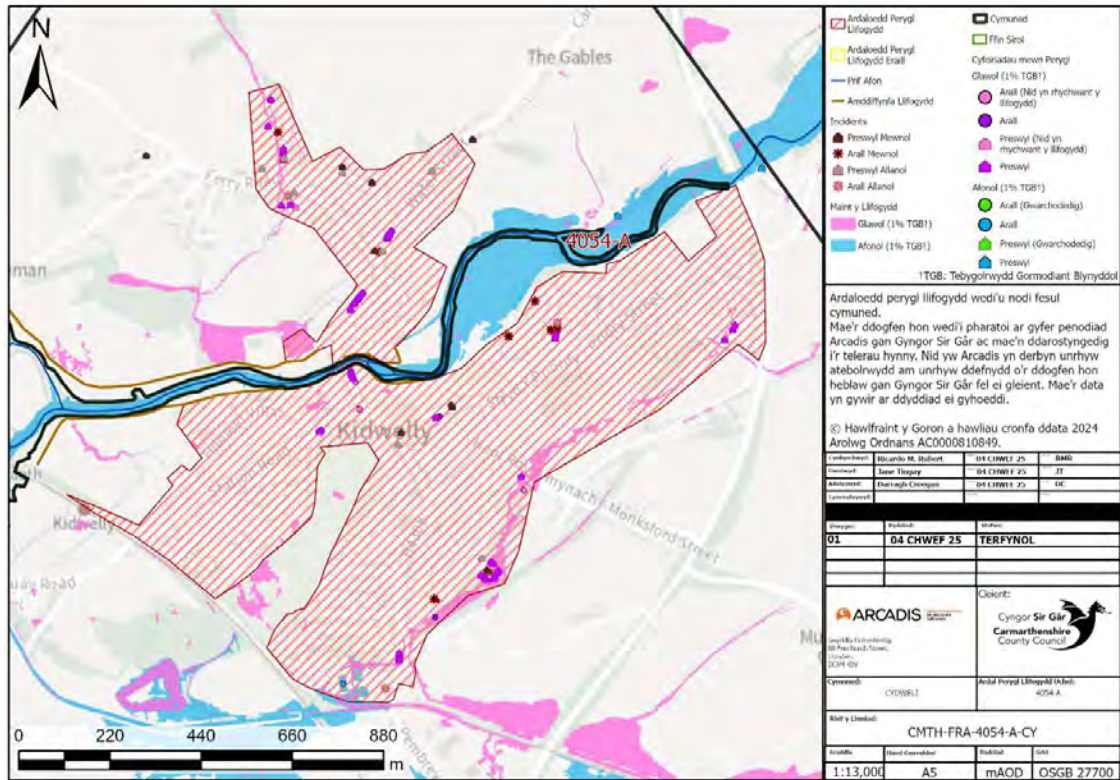 N
The Gables
Ferry Road
4054-A
Kidwelly
Kidwelly
Monksford Street
0 220 440 660 880
m
Ardaloedd Perygl
Llifogydd
Ardaloedd Perygl
Llifogydd Eraill
Prif Afon
Amddiffynfa Llifogydd
Incidents
Preswyl Mewnol
Arall Mewnol
Preswyl Allanol
Arall Allanol
Maint y Llifogydd
Glawol (1% TGB†)
Afonol (1% TGB†)
Cymuned
Ffin Sirol
Cyfeiriadau mewn Perygl
Glawol (1% TGB†)
Arall (Nid yn rhychwant y
llifogydd)
Arall
Preswyl (Nid yn
rhychwant y llifogydd)
Preswyl
Afonol (1% TGB†)
Arall (Gwarchodedig)
Arall
Preswyl (Gwarchodedig)
Preswyl
†TGB: Tebygolrwydd Gormodiant Blynyddol
Ardaloedd perygl llifogydd wedi'u nodi fesul
cymuned.
Mae'r ddogfen hon wedi'i pharatoi ar gyfer penodiad
Arcadis gan Gyngor Sir Gâr ac mae'n ddarostyngedig
i'r telerau hynny. Nid yw Arcadis yn derbyn unrhyw
atebolrwydd am unrhyw ddefnydd o'r ddogfen hon
heblaw gan Gyngor Sir Gâr fel ei gleient. Mae'r data
yn gywir ar ddyddiad ei gyhoeddi.
© Hawlfraint y Goron a hawliau cronfa ddata 2024
Arolwg Ordnans AC0000810849.
Ricardo M. Rubert 04 CHWEF 25 RMR
Jane Tingay 04 CHWEF 25 JT
Darragh Creegan 04 CHWEF 25 DC
01 04 CHWEF 25 TERFYNOL
ARCADIS
Cleient:
Cyngor Sir Gâr
Carmarthenshire
County Council
Cymuned:
CYDWELI
Ardal Perygl Llifogydd Uchel:
4054-A
CMTH-FRA-4054-A-CY
1:13,000 A5 mAOD OSGB 27700